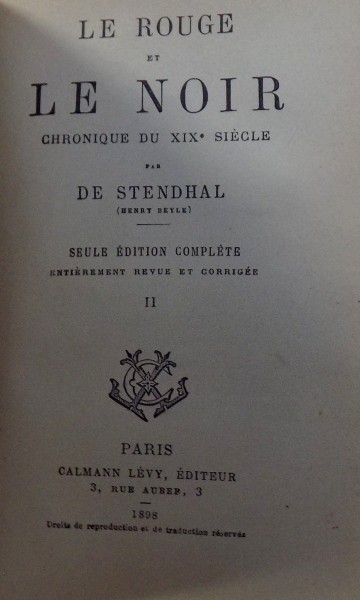 LE ROUGE
ET
LE NOIR
CHRONIQUE DU XIXe SIÈCLE
PAR
DE STENDHAL
(HENRY BEYLE)
SEULE ÉDITION COMPLÈTE
ENTIÈREMENT REVUE ET CORRIGÉE
II
PARIS
CALMANN LÉVY, ÉDITEUR
3, RUE AUBER, 3
1898
Droits de reproduction et de traduction réservés